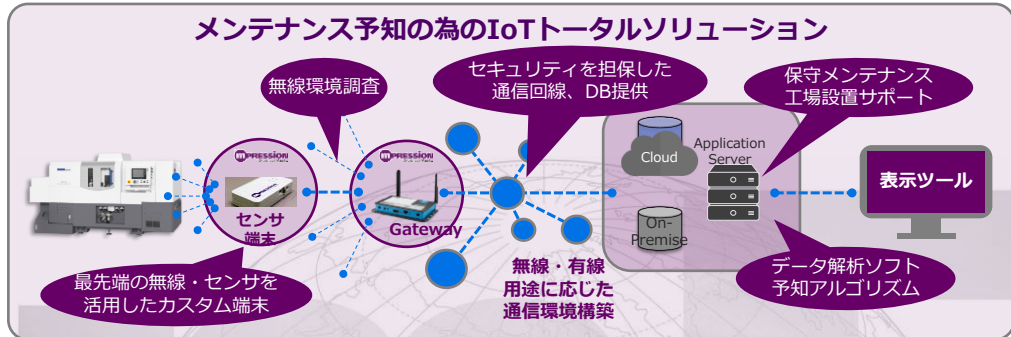 メンテナンス予知の為のIoTトータルソリューション
無線環境調査
セキュリティを担保した
通信回線、DB提供
保守メンテナンス
工場設置サポート
mPRESSION
センサ
端末
mPRESSION
Gateway
Cloud
Application
Server
On-
Premise
表示ツール
最先端の無線・センサを
活用したカスタム端末
無線・有線
用途に応じた
通信環境構築
データ解析ソフト
予知アルゴリズム